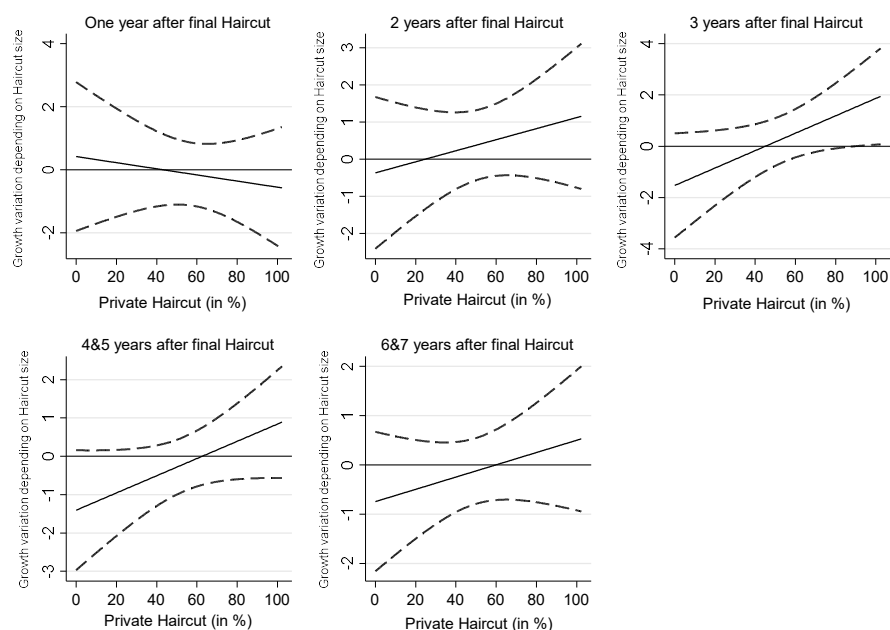 One year after final Haircut
Growth variation depending on Haircut size
4
2
0
-2
0 20 40 60 80 100
Private Haircut (in %)
2 years after final Haircut
Growth variation depending on Haircut size
3
2
1
0
-1
-2
0 20 40 60 80 100
Private Haircut (in %)
3 years after final Haircut
Growth variation depending on Haircut size
4
2
0
-2
-4
0 20 40 60 80 100
Private Haircut (in %)
4&5 years after final Haircut
Growth variation depending on Haircut size
2
1
0
-1
-2
-3
0 20 40 60 80 100
Private Haircut (in %)
6&7 years after final Haircut
Growth variation depending on Haircut size
2
1
0
-1
-2
0 20 40 60 80 100
Private Haircut (in %)